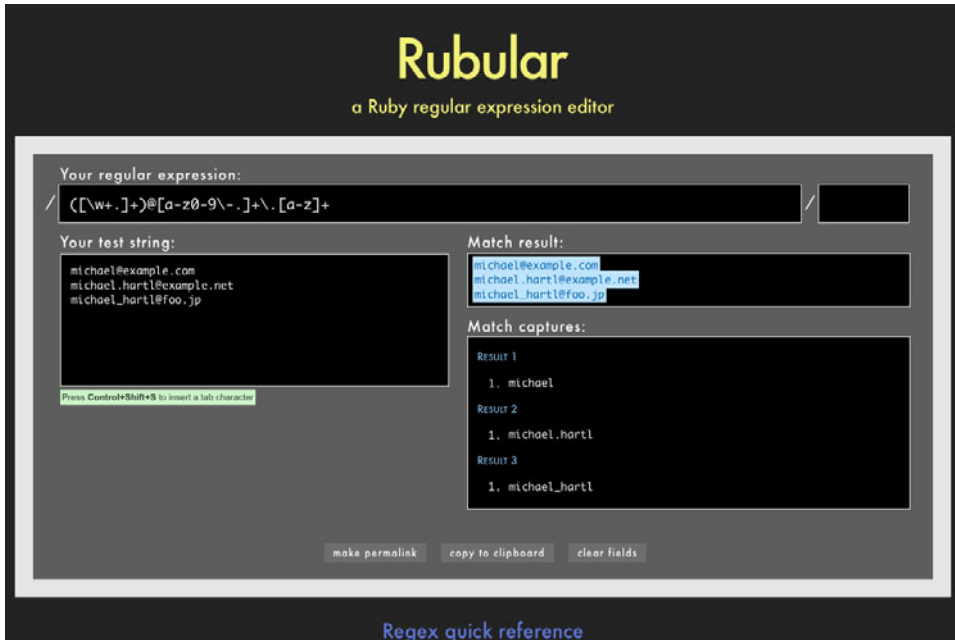 Rubular
a Ruby regular expression editor
Your regular expression:
/ ([\w+.]+)@[a-z0-9\-.]+\.[a-z]+ /
Your test string:
michael@example.com
michael.hartl@example.net
michael_hartl@foo.jp
Press Control+Shift+S to insert a tab character
Match result:
michael@example.com
michael.hartl@example.net
michael_hartl@foo.jp
Match captures:
RESULT 1
1. michael
RESULT 2
1. michael.hartl
RESULT 3
1. michael_hartl
make permalink copy to clipboard clear fields
Regex quick reference